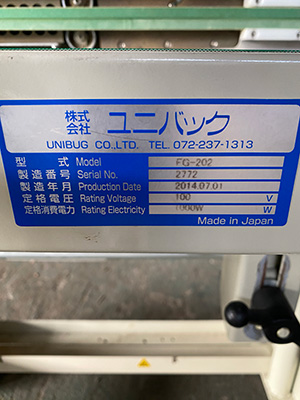 株式会社 ユニバック
UNIBUG CO.,LTD. TEL.072-237-1313
型式 Model FG-202
製造番号 Serial No. 2772
製造年月 Production Date 2014.07.01
定格電圧 Rating Voltage 100 V
定格消費電力 Rating Electricity 1000W W
Made in Japan